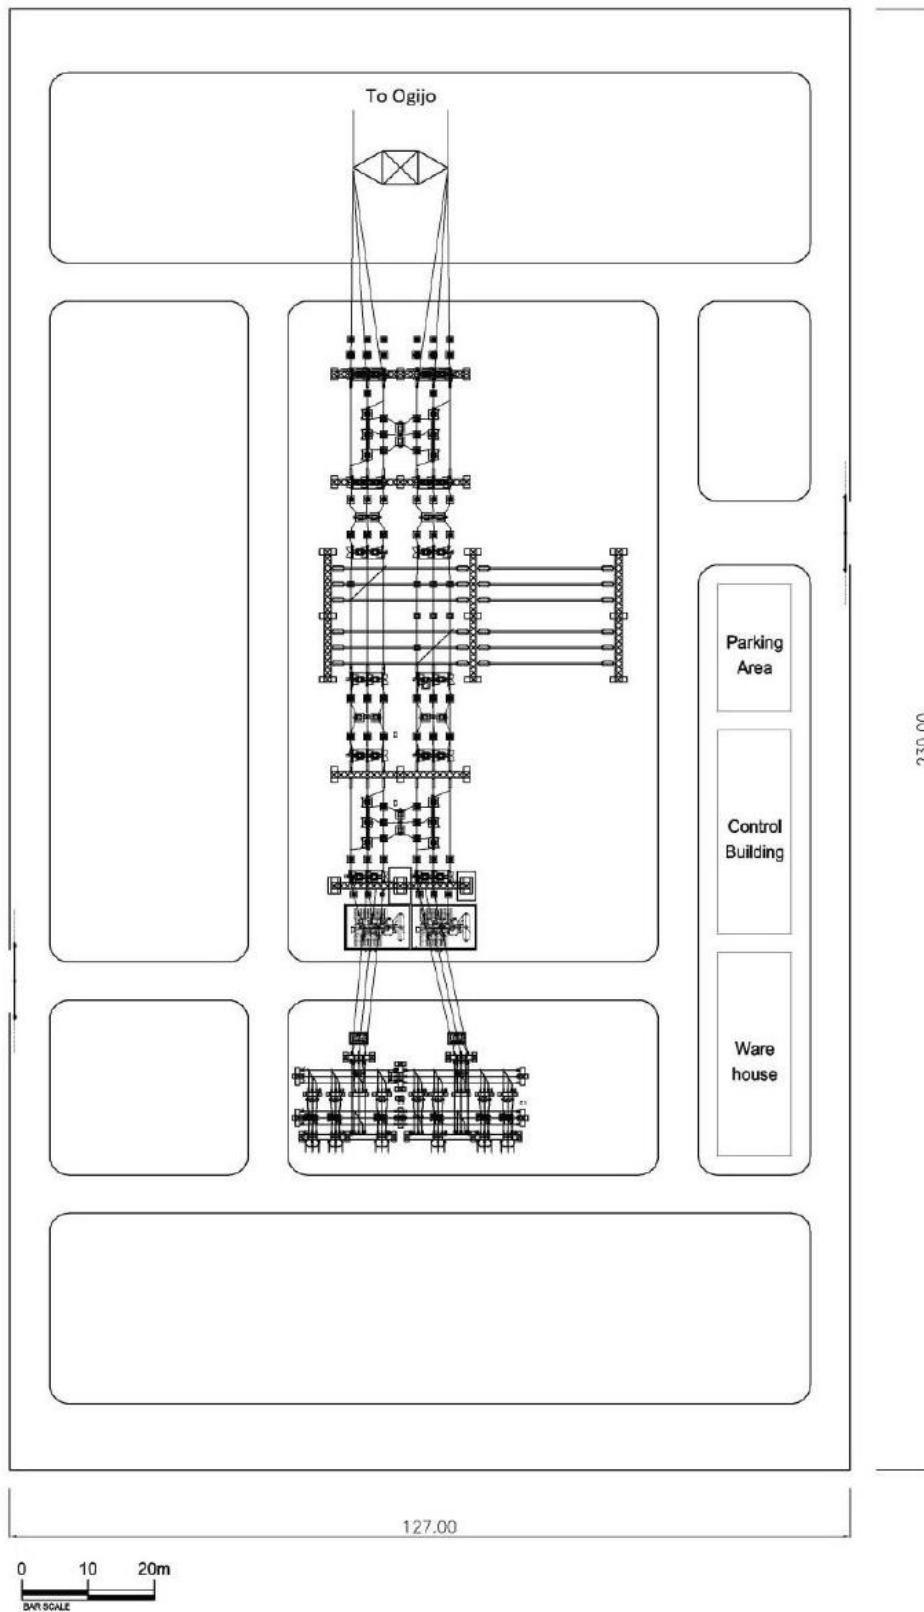 To Ogijo
Parking
Area
Control
Building
Ware
house
230.00
127.00
0 10 20m
BAR SCALE